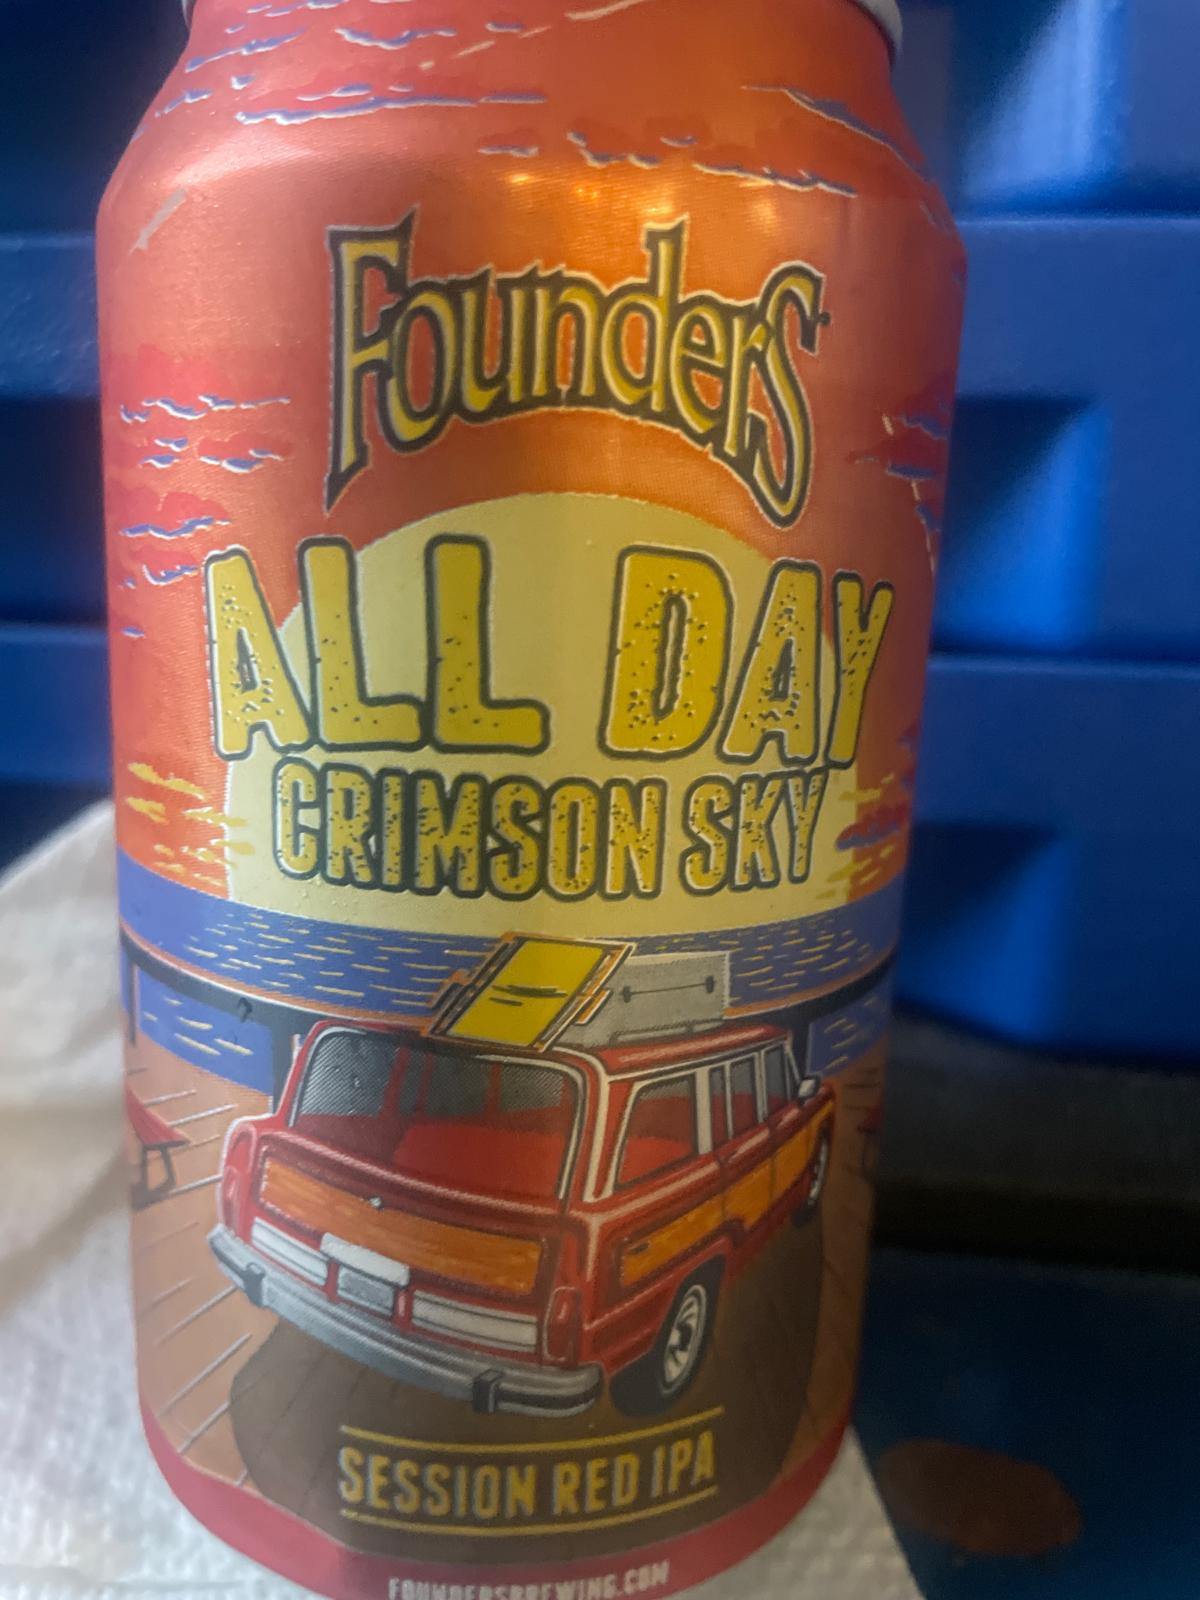 Founders
ALL DAY
CRIMSON SKY
SESSION RED IPA
FOUNDERSBREWING.COM